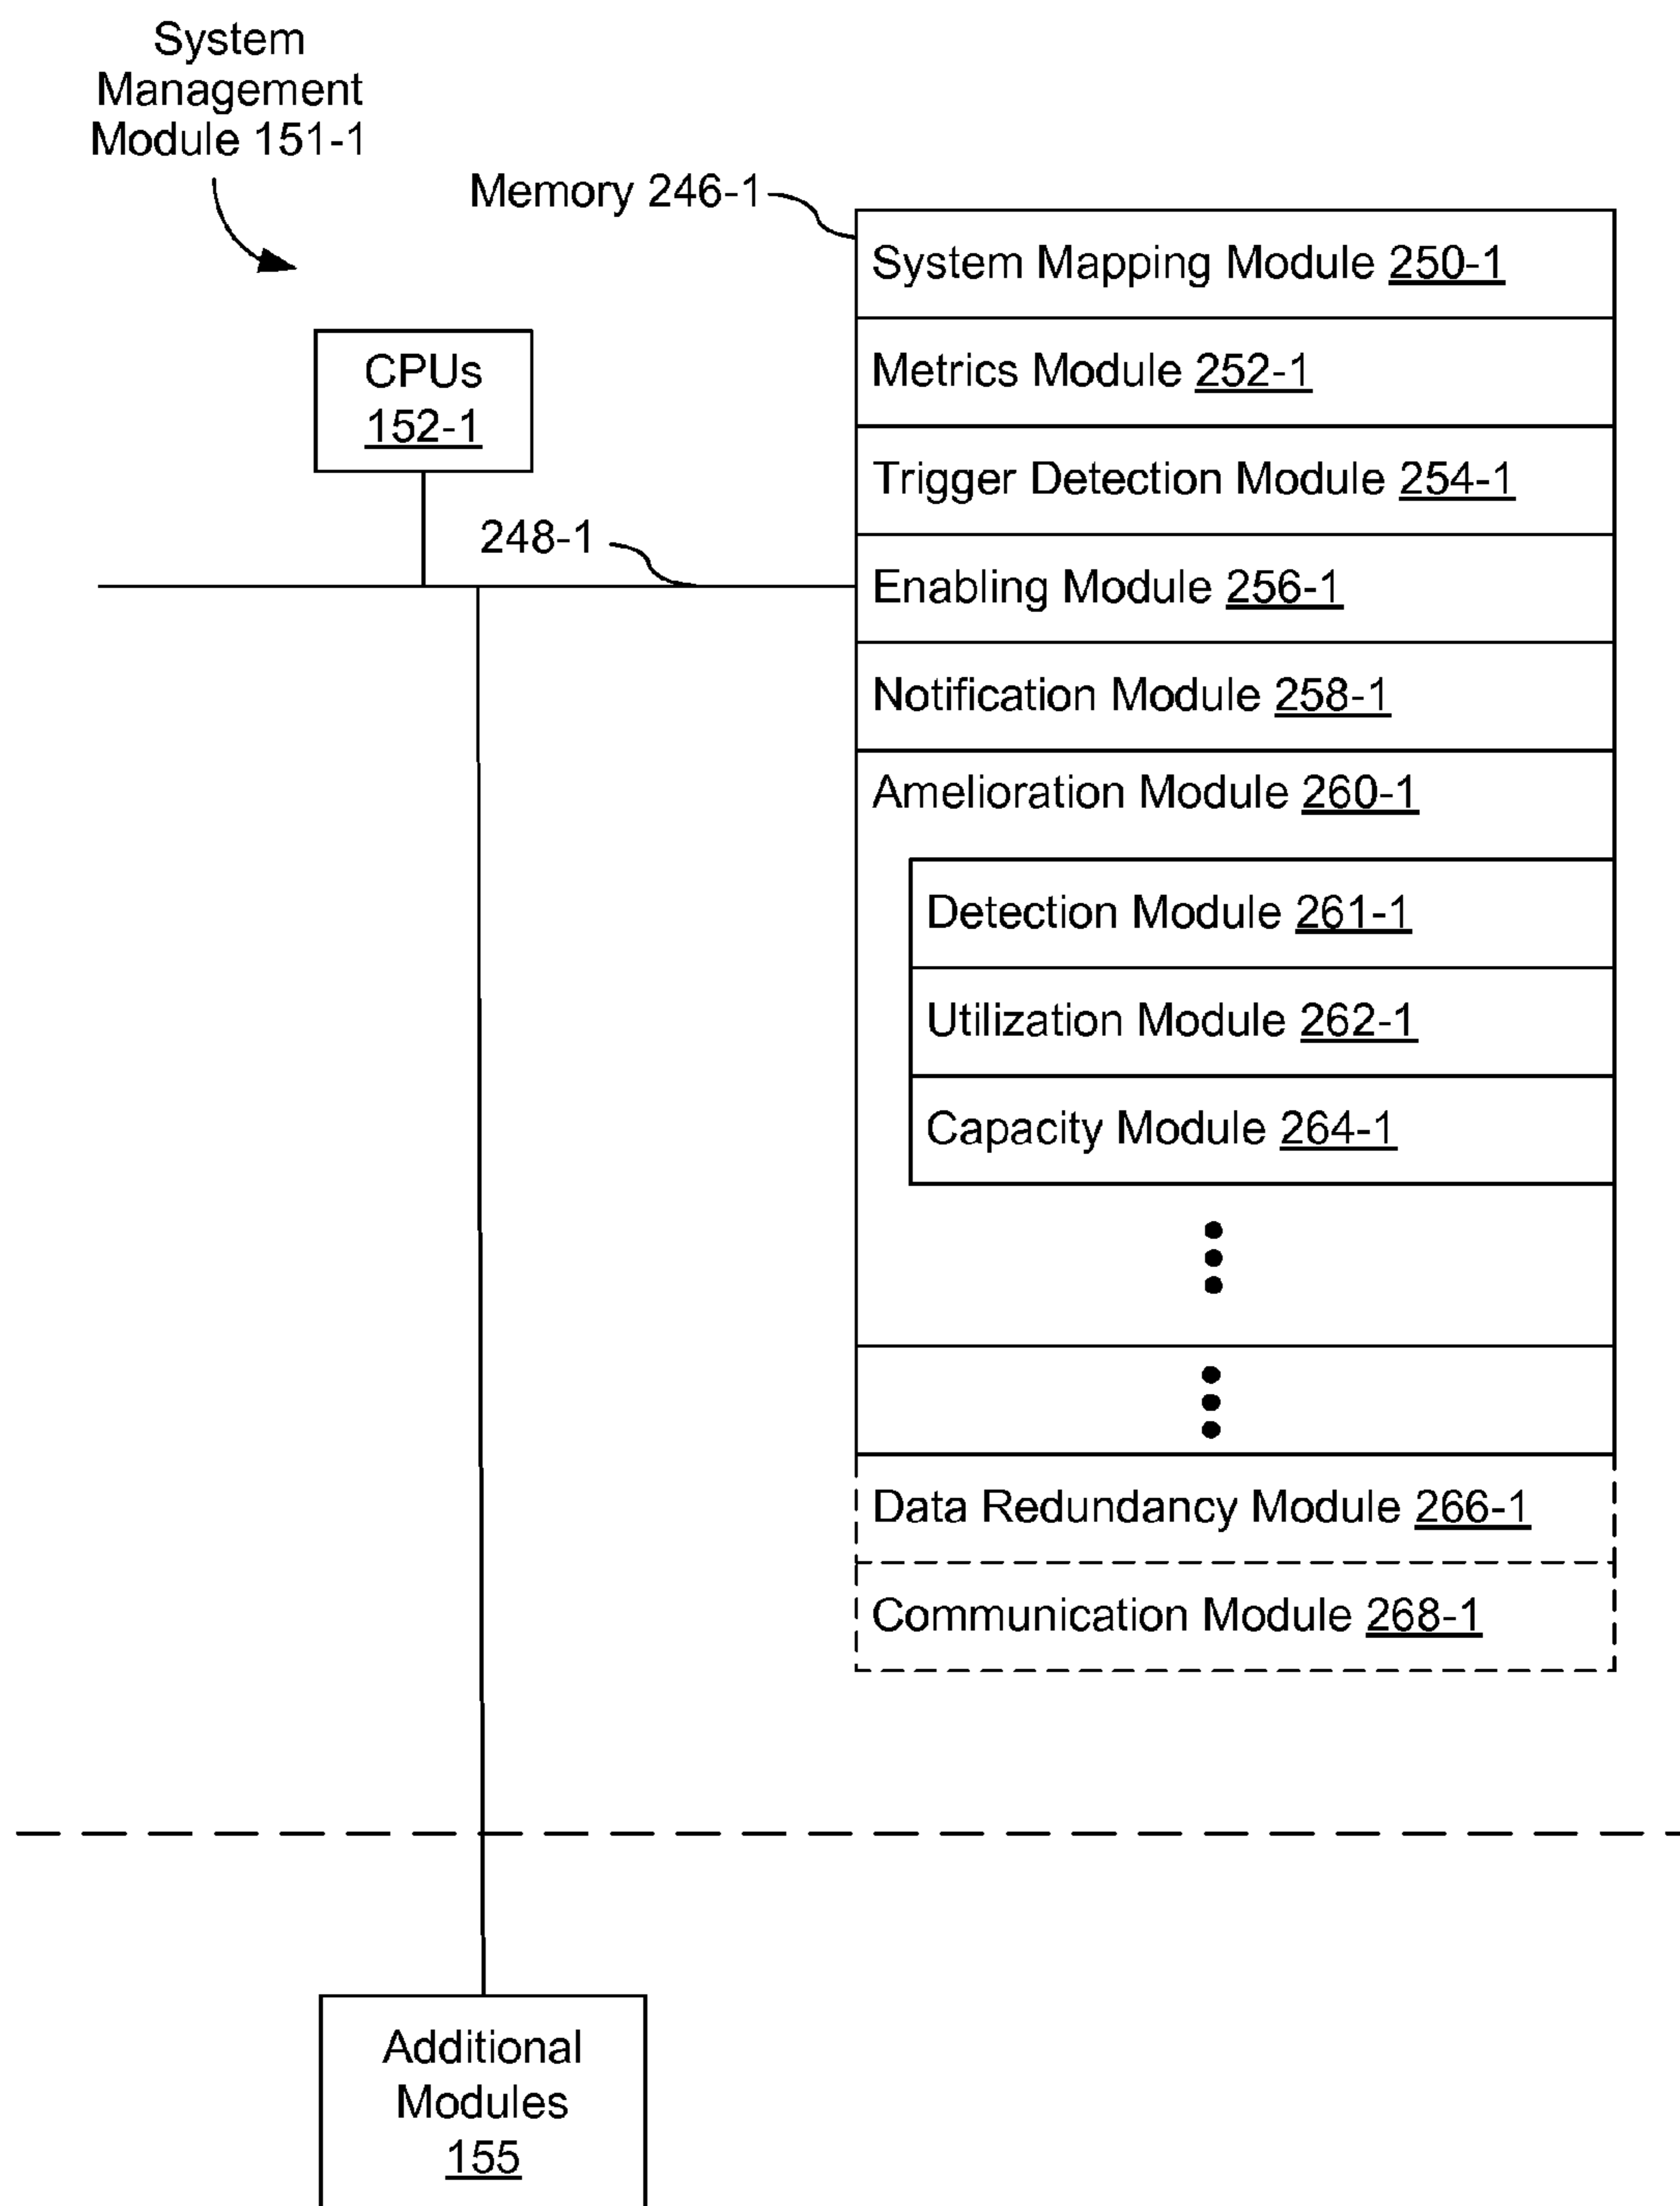 System
Management
Module 151-1
Memory 246-1
System Mapping Module 250-1
CPUs
152-1
Metrics Module 252-1
Trigger Detection Module 254-1
248-1
Enabling Module 256-1
Notification Module 258-1
Amelioration Module 260-1
Detection Module 261-1
Utilization Module 262-1
Capacity Module 264-1
Data Redundancy Module 266-1
Communication Module 268-1
Additional
Modules
155